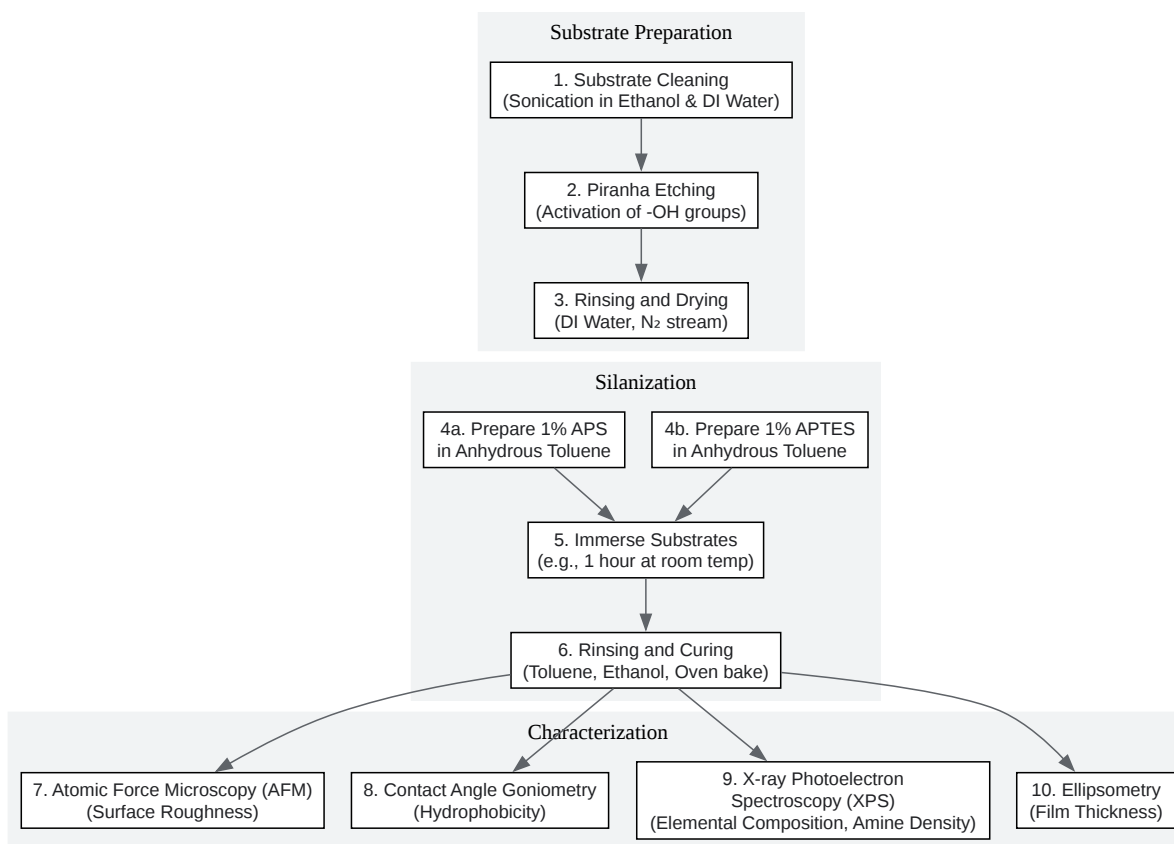 Substrate Preparation
1. Substrate Cleaning
(Sonication in Ethanol & DI Water)
2. Piranha Etching
(Activation of -OH groups)
3. Rinsing and Drying
(DI Water, N₂ stream)
Silanization
4a. Prepare 1% APS
in Anhydrous Toluene
4b. Prepare 1% APTES
in Anhydrous Toluene
5. Immerse Substrates
(e.g., 1 hour at room temp)
6. Rinsing and Curing
(Toluene, Ethanol, Oven bake)
Characterization
7. Atomic Force Microscopy (AFM)
(Surface Roughness)
8. Contact Angle Goniometry
(Hydrophobicity)
9. X-ray Photoelectron
Spectroscopy (XPS)
(Elemental Composition, Amine Density)
10. Ellipsometry
(Film Thickness)